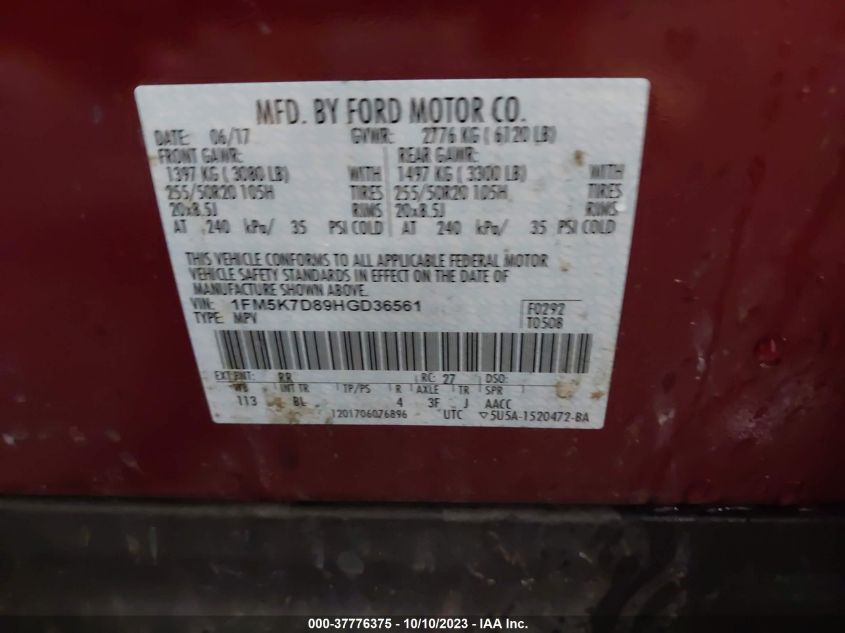 MFD. BY FORD MOTOR CO.
DATE: 06/17 GVWR: 2776 KG ( 6120 LB)
FRONT GAWR: REAR GAWR:
1397 KG ( 3080 LB) WITH 1497 KG ( 3300 LB) WITH
255/50R20 105H TIRES 255/50R20 105H TIRES
20x8.5J RIMS 20x8.5J RIMS
AT 240 kPa/ 35 PSI COLD AT 240 kPa/ 35 PSI COLD
THIS VEHICLE CONFORMS TO ALL APPLICABLE FEDERAL MOTOR
VEHICLE SAFETY STANDARDS IN EFFECT ON THE DATE OF
MANUFACTURE SHOWN ABOVE.
VIN: 1FM5K7D89HGD36561 F0292
TYPE: MPV T0508
EXT PNT: RR RC: 27 DSO:
WB INT TR TP/PS R AXLE TR SPR
113 BL 4 3F J AACC
1201706076896 UTC ▽5U5A-1520472-BA
000-37776375 - 10/10/2023 - ©USE OF IAA INC.